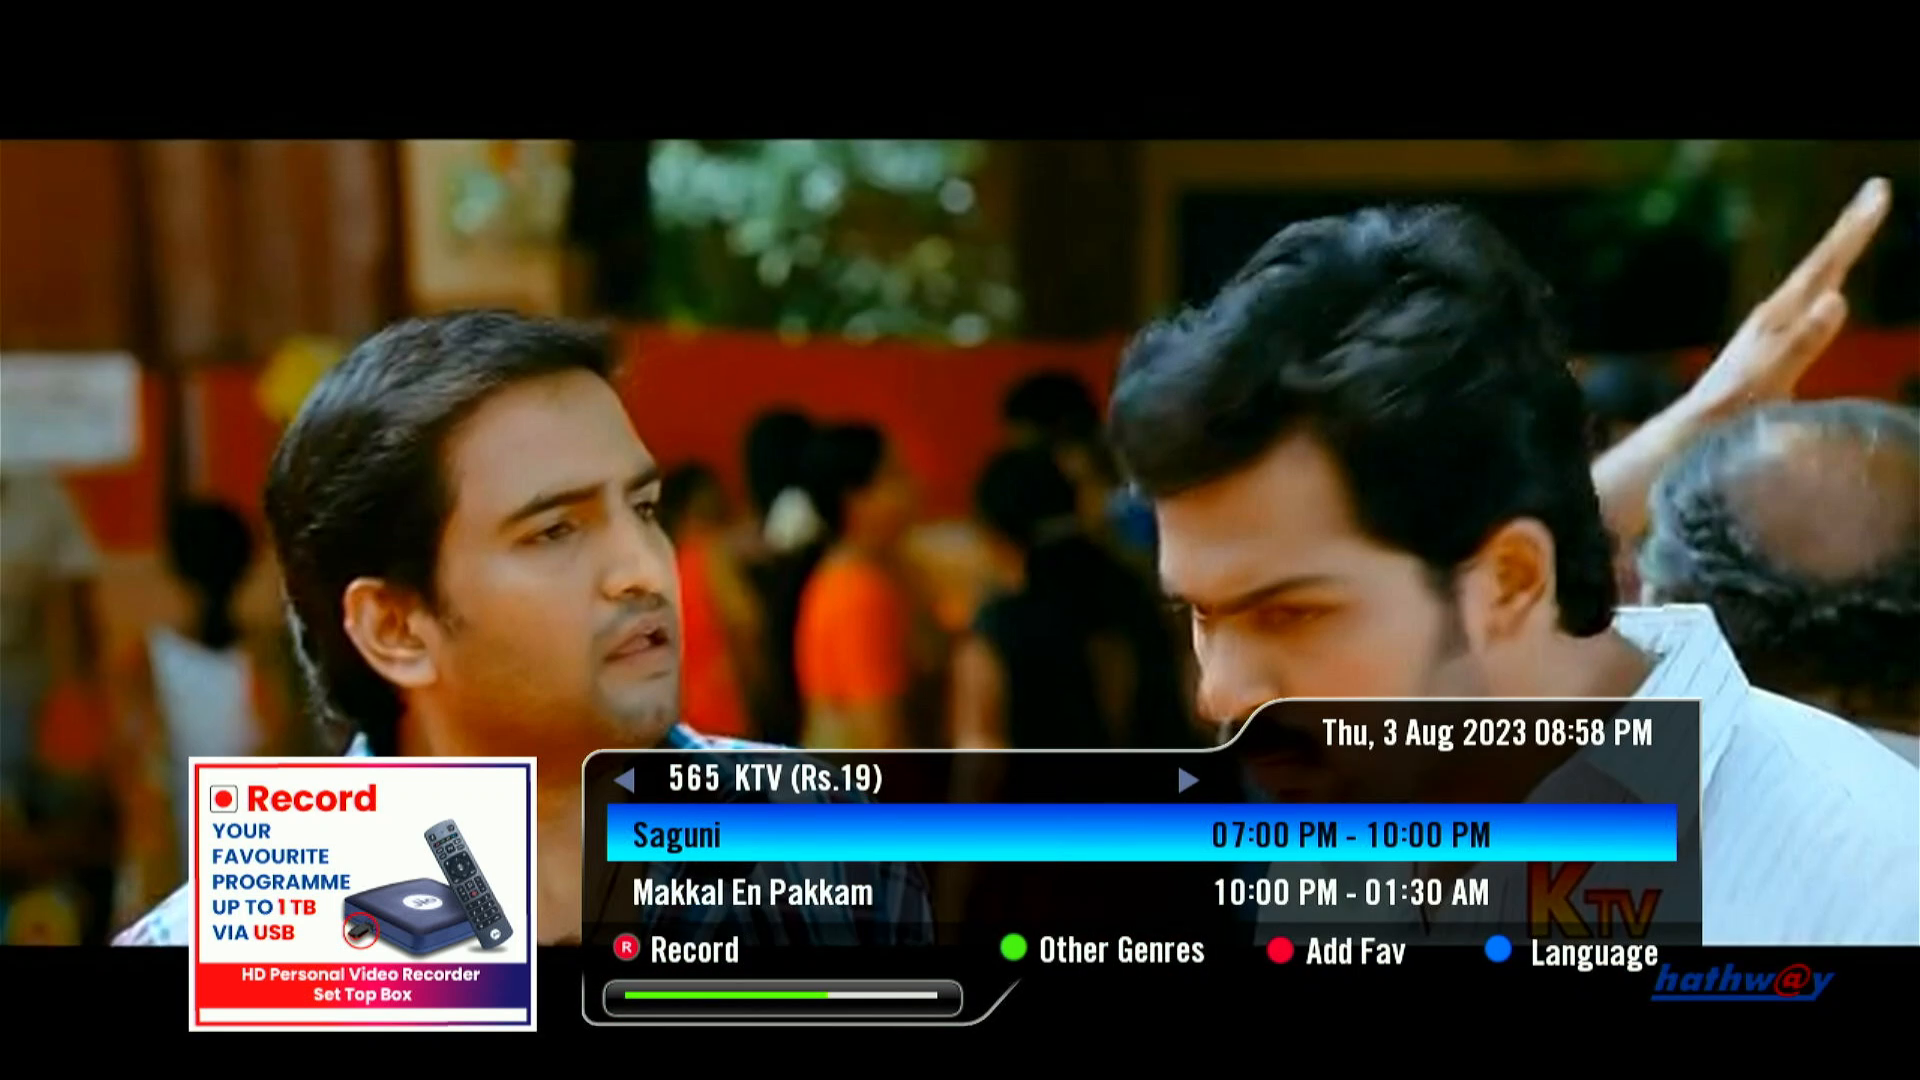 Thu, 3 Aug 2023 08:58 PM
565 KTV (Rs.19)
Saguni 07:00 PM - 10:00 PM
Makkal En Pakkam 10:00 PM - 01:30 AM
KTV
R Record Other Genres Add Fav Language
hathw@y
Record
YOUR
FAVOURITE
PROGRAMME
UP TO 1 TB
VIA USB
Jio
HD Personal Video Recorder
Set Top Box